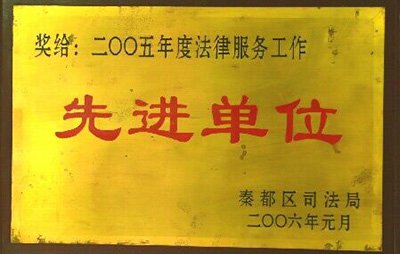 奖给：二〇〇五年度法律服务工作
先进单位
秦都区司法局
二〇〇六年元月